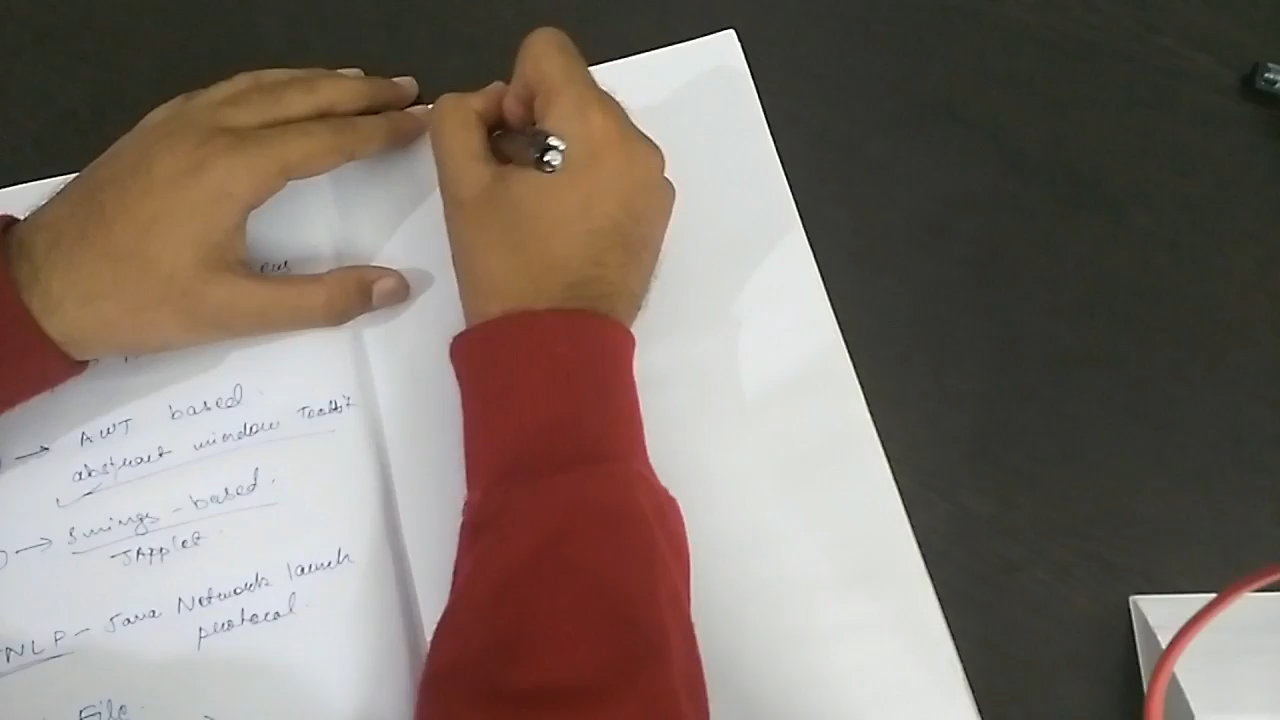 → AWT based.
abstract window Toolkit
→ Swings - based.
JApplet
NLP - Java Network launch
protocol.
File.